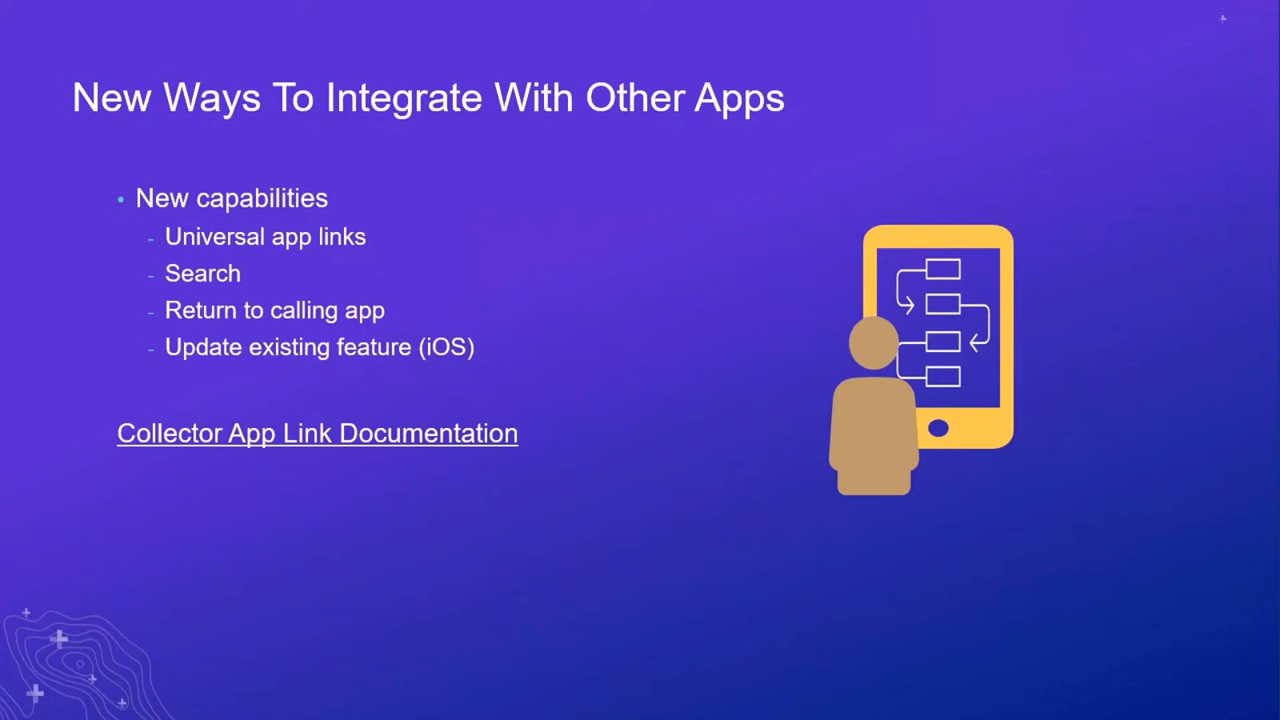 New Ways To Integrate With Other Apps
• New capabilities
- Universal app links
- Search
- Return to calling app
- Update existing feature (iOS)
Collector App Link Documentation